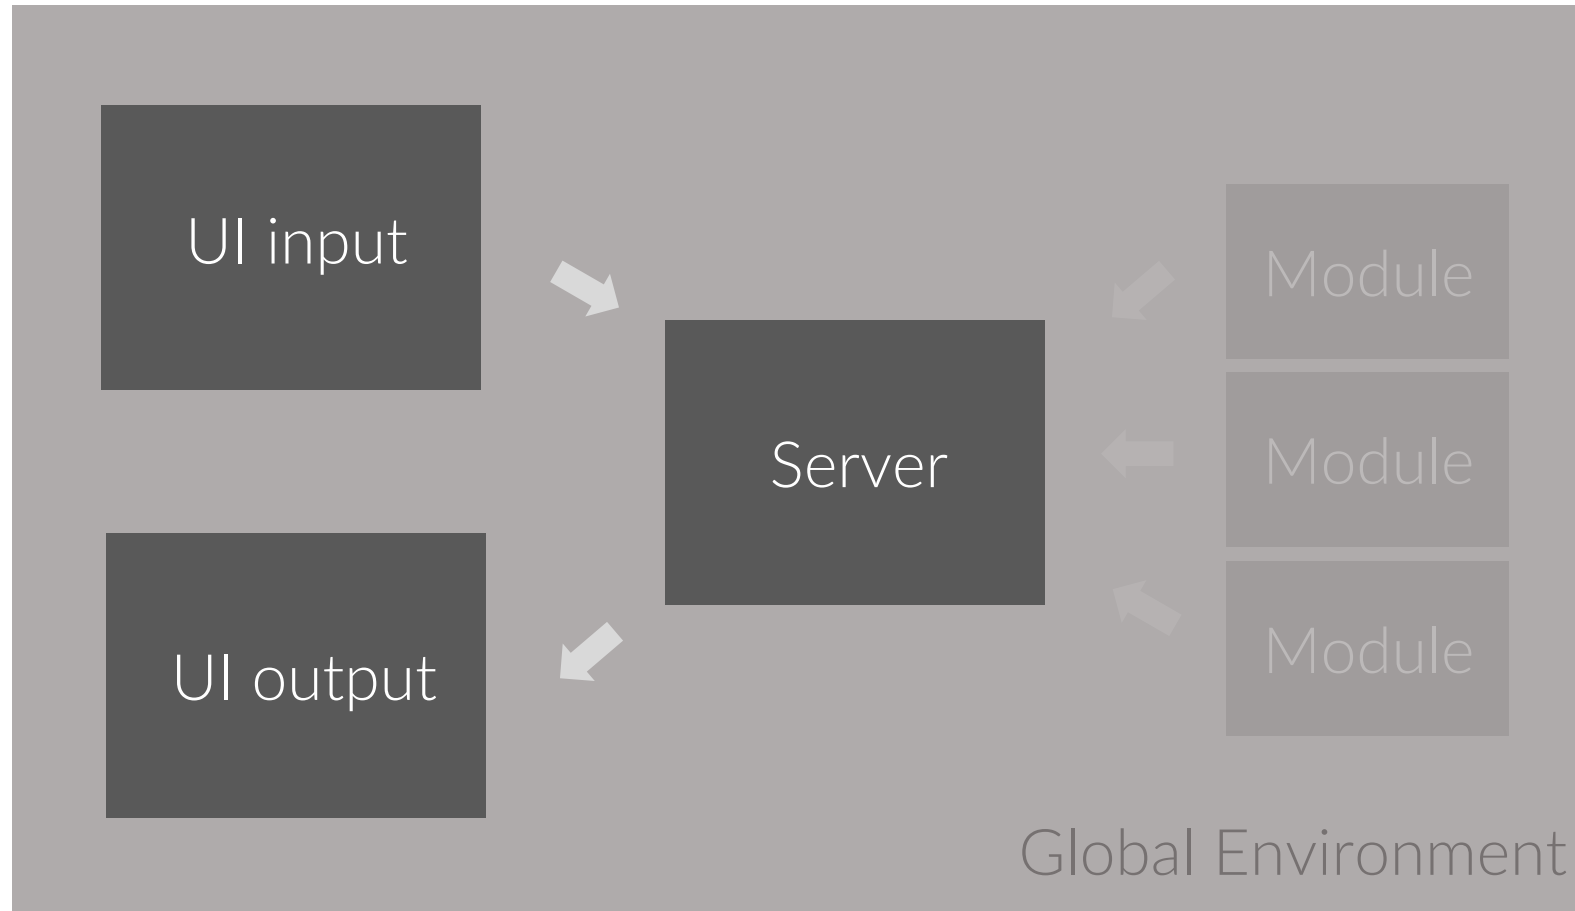 UI input
Module
Server
Module
UI output
Module
Global Environment